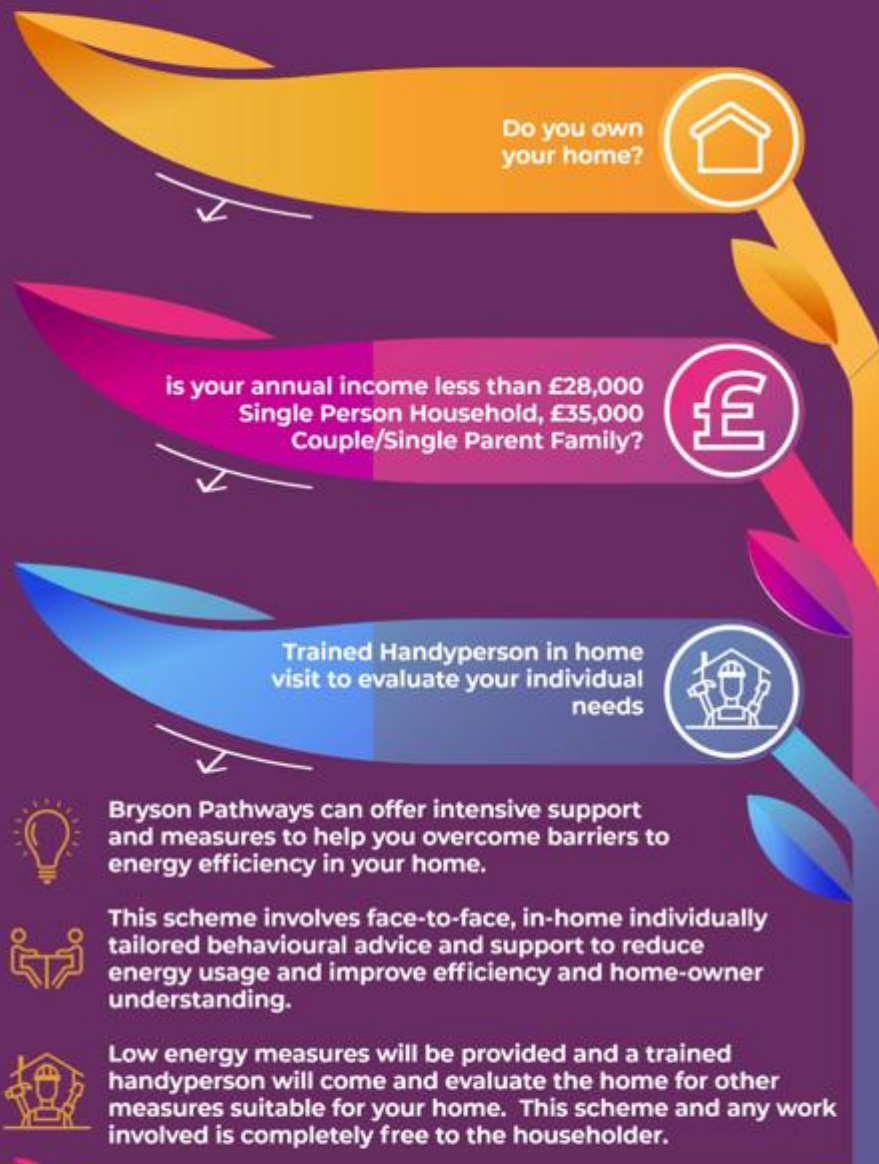 Do you own
your home?
is your annual income less than £28,000
Single Person Household, £35,000
Couple/Single Parent Family?
Trained Handyperson in home
visit to evaluate your individual
needs
Bryson Pathways can offer intensive support
and measures to help you overcome barriers to
energy efficiency in your home.
This scheme involves face-to-face, in-home individually
tailored behavioural advice and support to reduce
energy usage and improve efficiency and home-owner
understanding.
Low energy measures will be provided and a trained
handyperson will come and evaluate the home for other
measures suitable for your home. This scheme and any work
involved is completely free to the householder.